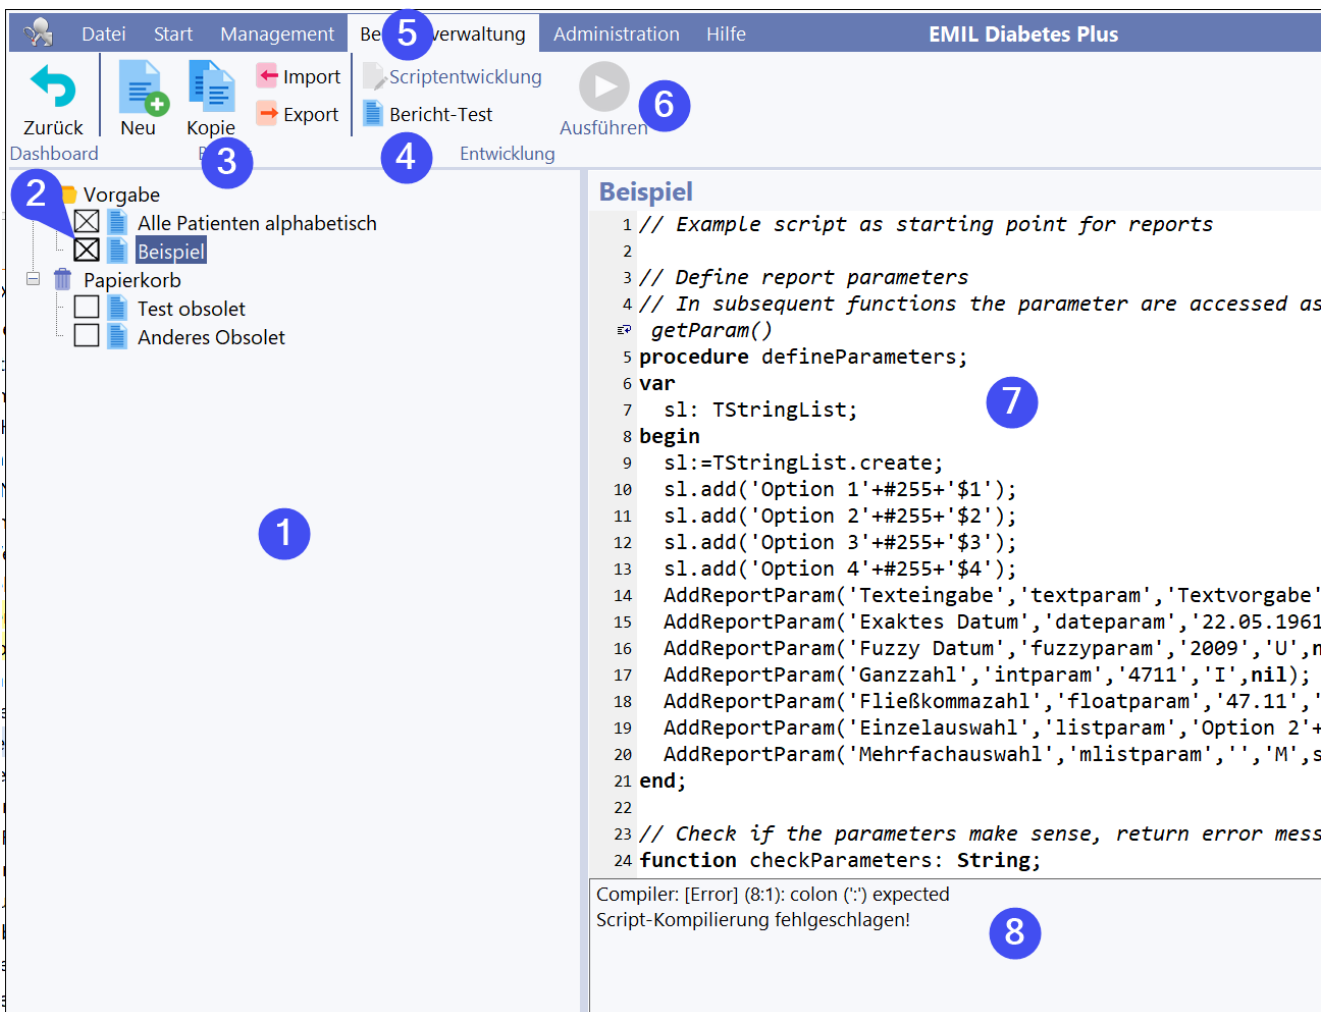 Datei Start Management Be verwaltung Administration Hilfe EMIL Diabetes Plus
5
Import Scriptentwicklung
Export Bericht-Test
6
Zurück Neu Kopie Ausführen
Dashboard Entwicklung
3
4
2
Vorgabe
Alle Patienten alphabetisch
Beispiel
Papierkorb
Test obsolet
Anderes Obsolet
1
Beispiel
1 // Example script as starting point for reports
2
3 // Define report parameters
4 // In subsequent functions the parameter are accessed as
getParam()
5 procedure defineParameters;
6 var
7 sl: TStringList;
8 begin
9 sl:=TStringList.create;
10 sl.add('Option 1'+#255+'$1');
11 sl.add('Option 2'+#255+'$2');
12 sl.add('Option 3'+#255+'$3');
13 sl.add('Option 4'+#255+'$4');
14 AddReportParam('Texteingabe','textparam','Textvorgabe'
15 AddReportParam('Exaktes Datum','dateparam','22.05.1961
16 AddReportParam('Fuzzy Datum','fuzzyparam','2009','U',n
17 AddReportParam('Ganzzahl','intparam','4711','I',nil);
18 AddReportParam('Fließkommazahl','floatparam','47.11','
19 AddReportParam('Einzelauswahl','listparam','Option 2'+
20 AddReportParam('Mehrfachauswahl','mlistparam','','M',s
21 end;
22
23 // Check if the parameters make sense, return error mess
24 function checkParameters: String;
7
Compiler: [Error] (8:1): colon (':') expected
Script-Kompilierung fehlgeschlagen!
8